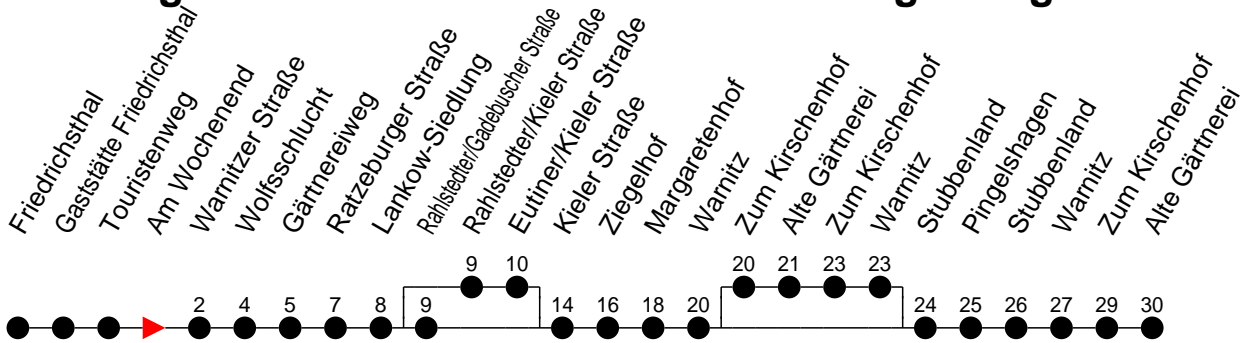 Friedrichsthal
Gaststätte Friedrichsthal
Touristenweg
Am Wochenend
Warnitzer Straße
Wolfsschlucht
Gärtnereiweg
Ratzeburger Straße
Lankow-Siedlung
Rahlstedter/Gadebuscher Straße
Rahlstedter/Kieler Straße
Eutiner/Kieler Straße
Kieler Straße
Ziegelhof
Margaretenhof
Warnitz
Zum Kirschenhof
Alte Gärtnerei
Zum Kirschenhof
Warnitz
Stubbenland
Pingelshagen
Stubbenland
Warnitz
Zum Kirschenhof
Alte Gärtnerei
9 10 20 21 23 23
2 4 5 7 8 9 14 16 18 20 24 25 26 27 29 30